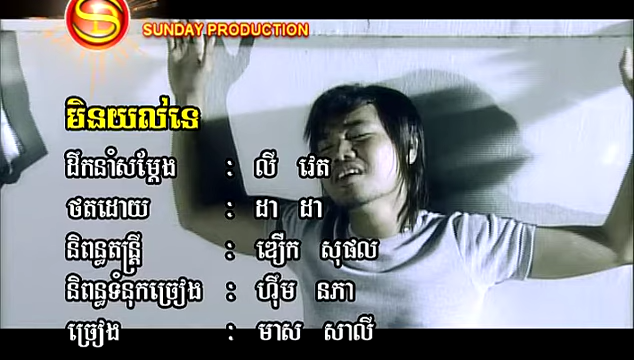 SUNDAY PRODUCTION
មិនយល់ទេ
ដឹកនាំសម្ដែង : លី វេត
ថតដោយ : ដា ដា
និពន្ធតន្ត្រី : ឌឿក សុផល
និពន្ធទំនុកច្រៀង : ហ៊ឹម នភា
ច្រៀង : មាស សាលី